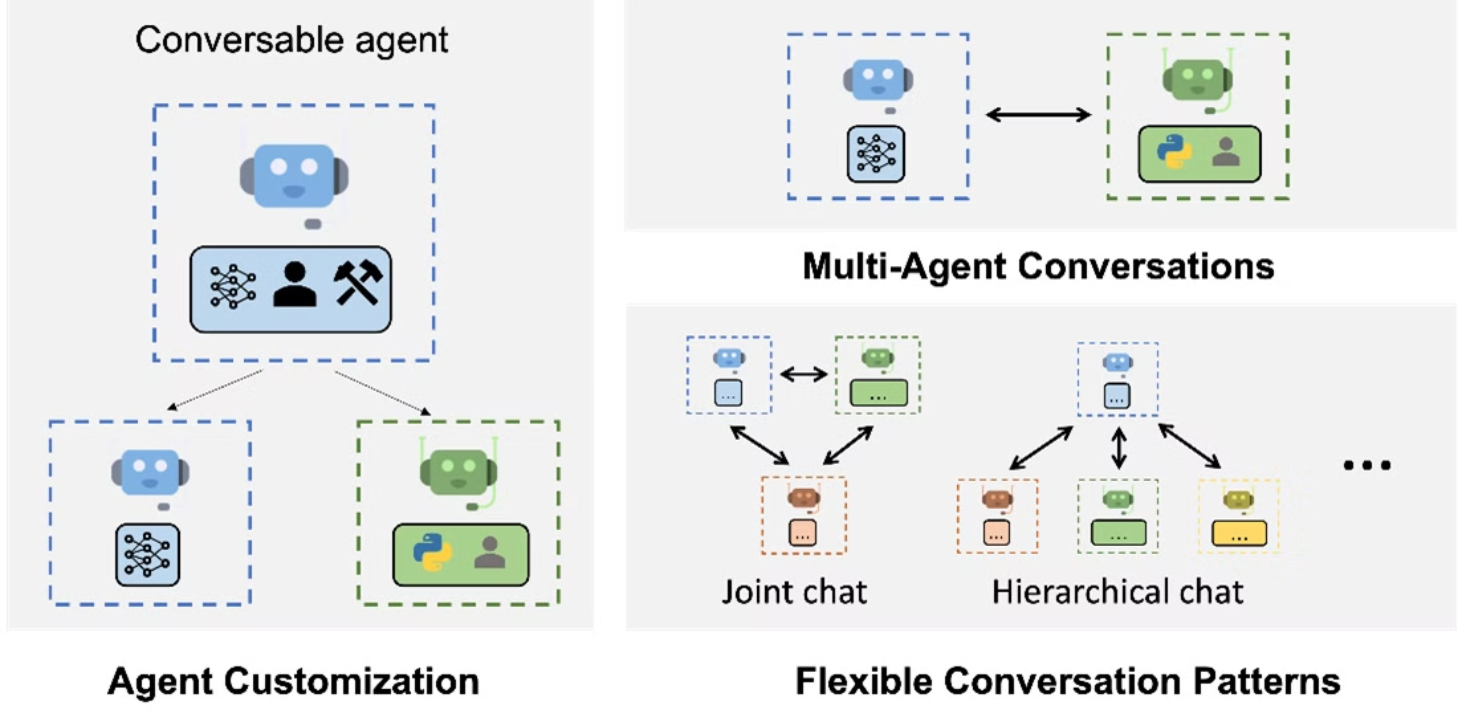 Conversable agent
Agent Customization
Multi-Agent Conversations
...
...
...
...
...
...
...
...
Joint chat
Hierarchical chat
Flexible Conversation Patterns